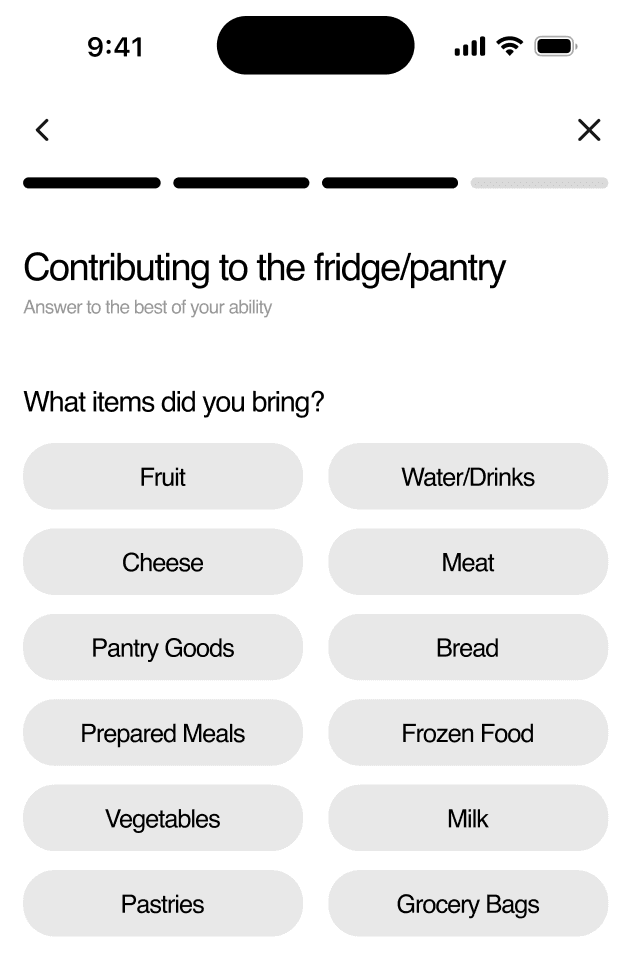 9:41
Contributing to the fridge/pantry
Answer to the best of your ability
What items did you bring?
Fruit
Water/Drinks
Cheese
Meat
Pantry Goods
Bread
Prepared Meals
Frozen Food
Vegetables
Milk
Pastries
Grocery Bags